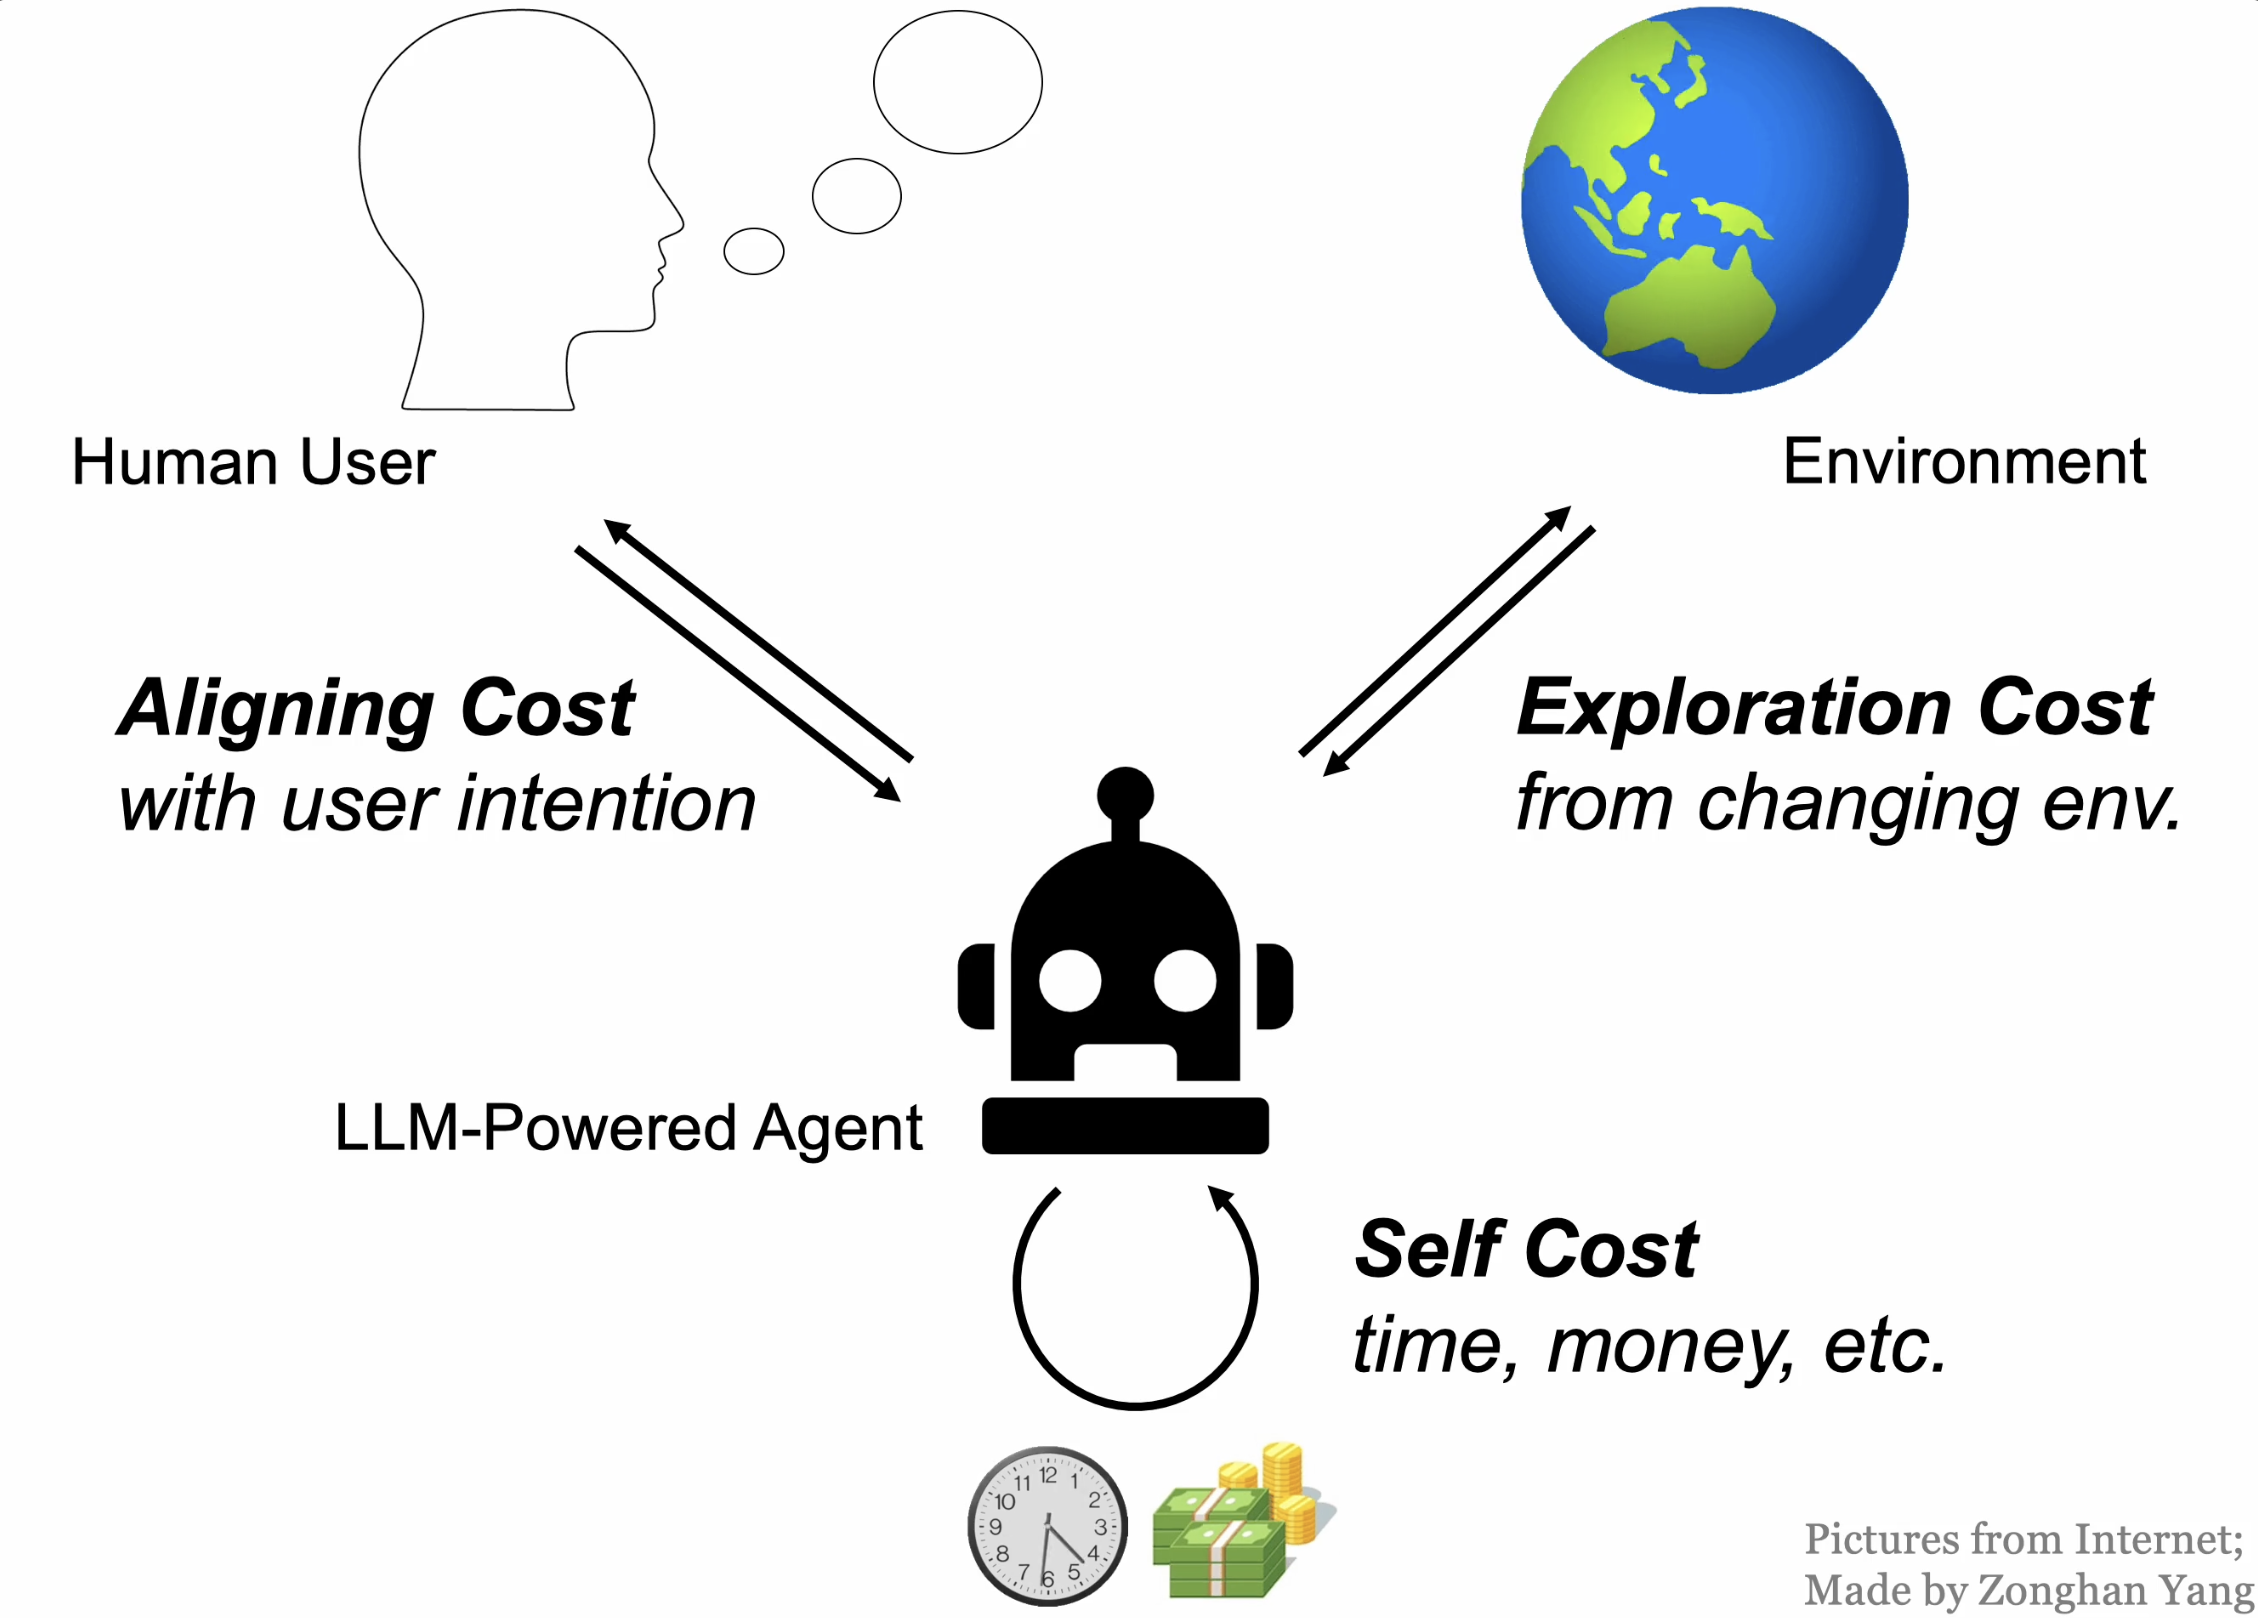 Human User
Environment
Aligning Cost
with user intention
Exploration Cost
from changing env.
LLM-Powered Agent
Self Cost
time, money, etc.
12
1
2
3
4
5
6
7
8
9
10
11
Pictures from Internet;
Made by Zonghan Yang